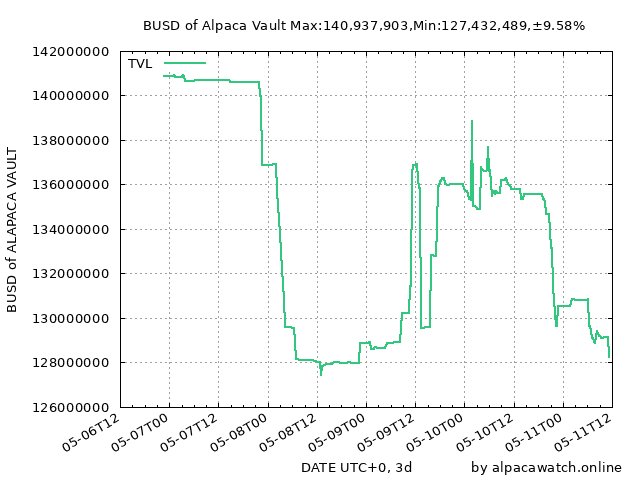 BUSD of Alpaca Vault Max:140,937,903,Min:127,432,489,±9.58%
TVL
142000000
140000000
138000000
136000000
134000000
132000000
130000000
128000000
126000000
BUSD of ALAPACA VAULT
05-06T12
05-07T00
05-07T12
05-08T00
05-08T12
05-09T00
05-09T12
05-10T00
05-10T12
05-11T00
05-11T12
DATE UTC+0, 3d
by alpacawatch.online